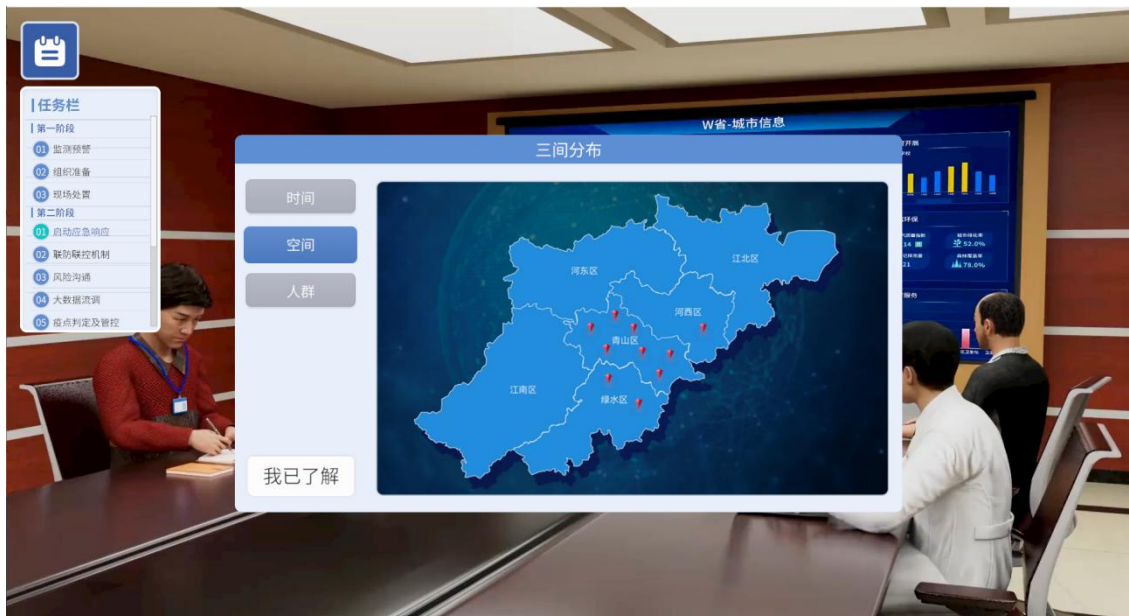 任务栏
第一阶段
01 监测预警
02 组织准备
03 现场处置
第二阶段
01 启动应急响应
02 联防联控机制
03 风险沟通
04 大数据流调
05 疫点判定及管控
W省-城市信息
三间分布
时间
空间
人群
我已了解
河东区
江北区
河西区
青山区
江南区
绿水区
52.0%
78.0%